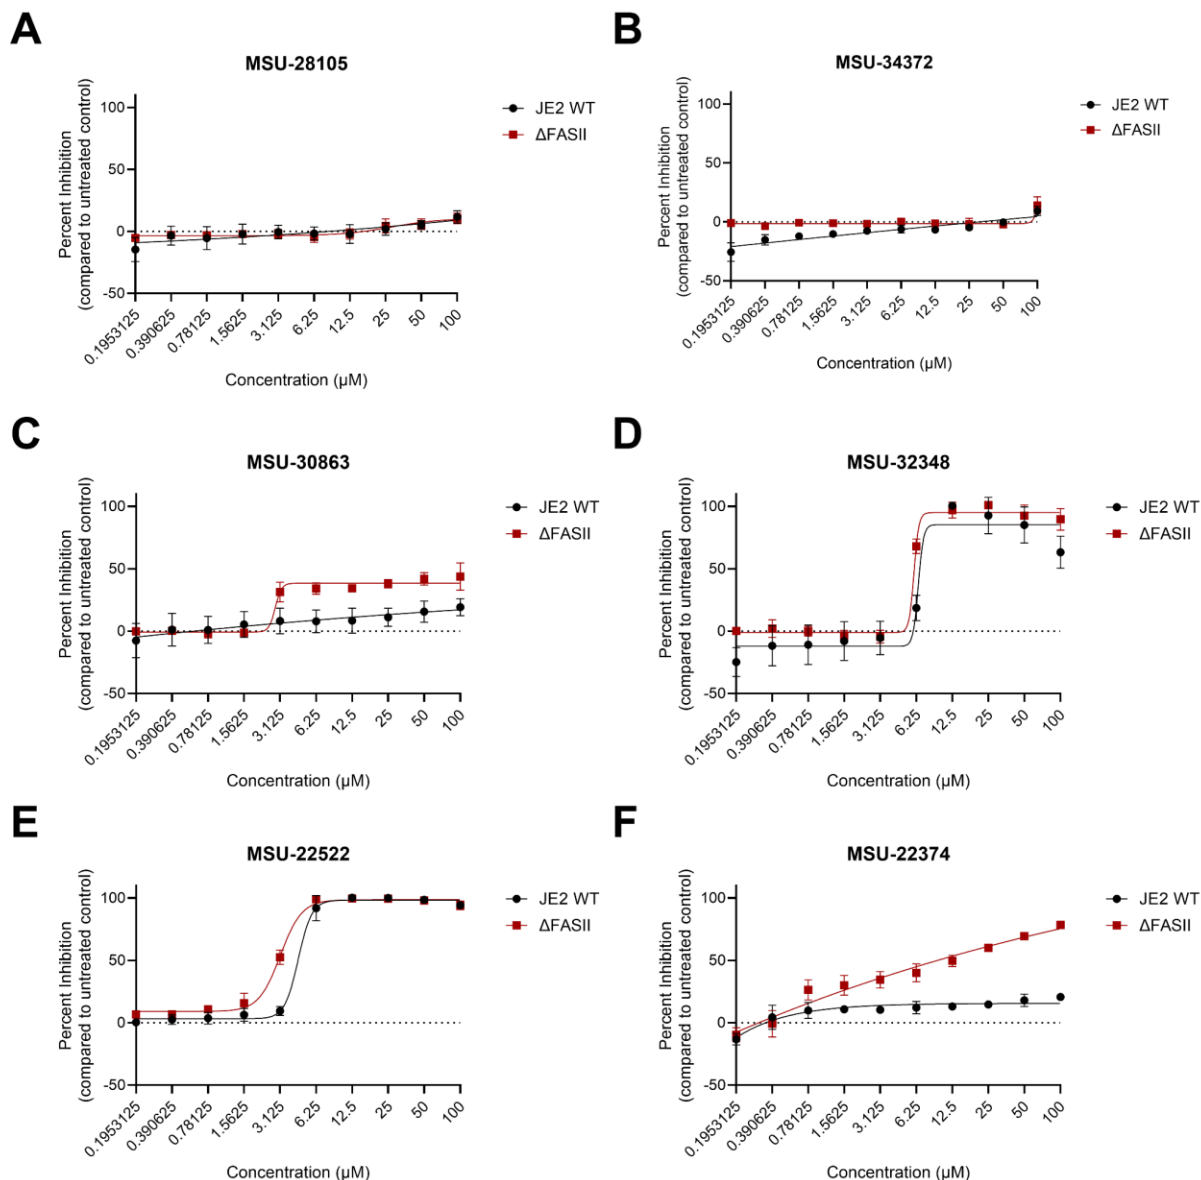 A
MSU-28105
Percent Inhibition
(compared to untreated control)
100
50
0
-50
0.1953125
0.390625
0.78125
1.5625
3.125
6.25
12.5
25
50
100
Concentration (µM)
JE2 WT
ΔFASII
B
MSU-34372
Percent Inhibition
(compared to untreated control)
100
50
0
-50
0.1953125
0.390625
0.78125
1.5625
3.125
6.25
12.5
25
50
100
Concentration (µM)
JE2 WT
ΔFASII
C
MSU-30863
Percent Inhibition
(compared to untreated control)
100
50
0
-50
0.1953125
0.390625
0.78125
1.5625
3.125
6.25
12.5
25
50
100
Concentration (µM)
JE2 WT
ΔFASII
D
MSU-32348
Percent Inhibition
(compared to untreated control)
100
50
0
-50
0.1953125
0.390625
0.78125
1.5625
3.125
6.25
12.5
25
50
100
Concentration (µM)
JE2 WT
ΔFASII
E
MSU-22522
Percent Inhibition
(compared to untreated control)
100
50
0
-50
0.1953125
0.390625
0.78125
1.5625
3.125
6.25
12.5
25
50
100
Concentration (µM)
JE2 WT
ΔFASII
F
MSU-22374
Percent Inhibition
(compared to untreated control)
100
50
0
-50
0.1953125
0.390625
0.78125
1.5625
3.125
6.25
12.5
25
50
100
Concentration (µM)
JE2 WT
ΔFASII